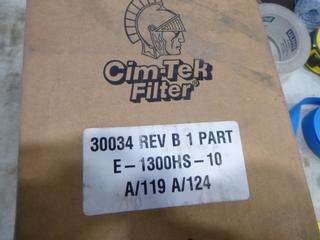 Cim-Tek
Filter®
30034 REV B 1 PART
E-1300HS-10
A/119 A/124